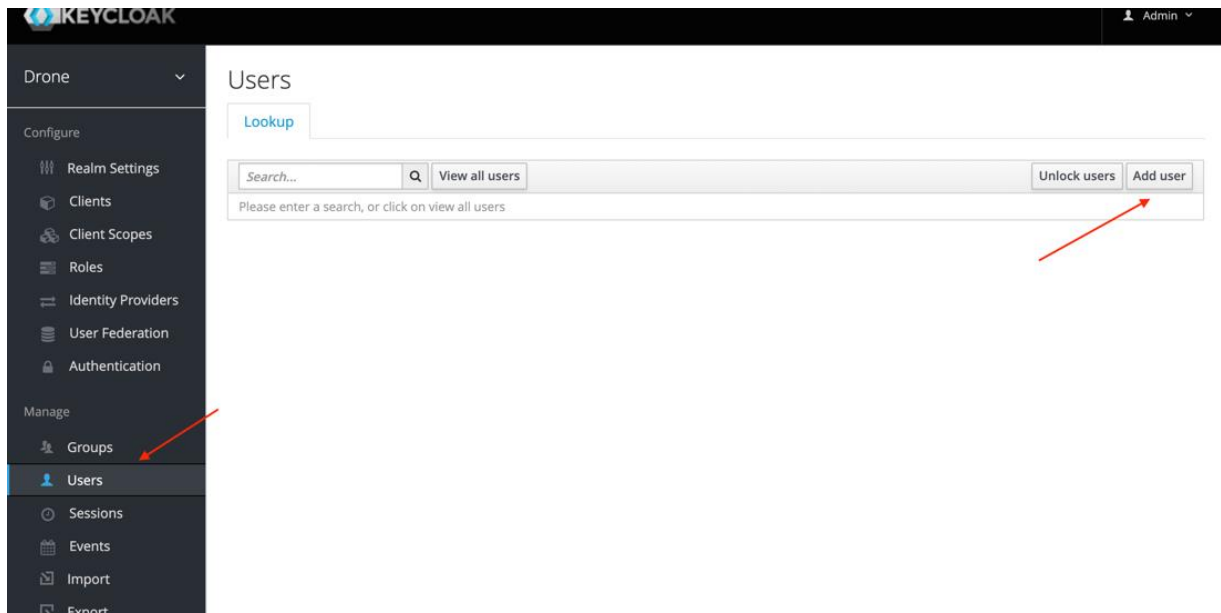 KEYCLOAK
Admin
Drone
Users
Lookup
Configure
Realm Settings
Search...
View all users
Unlock users
Add user
Clients
Please enter a search, or click on view all users
Client Scopes
Roles
Identity Providers
User Federation
Authentication
Manage
Groups
Users
Sessions
Events
Import
Export